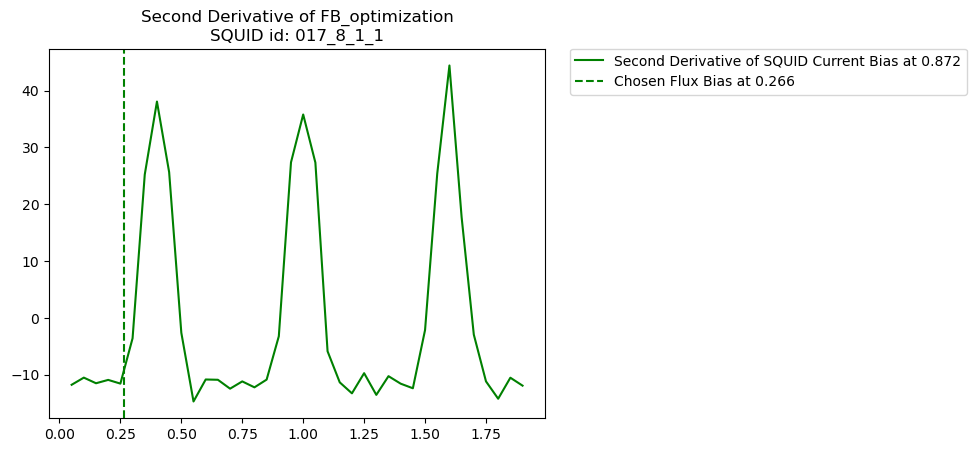 Second Derivative of FB_optimization
SQUID id: 017_8_1_1
Second Derivative of SQUID Current Bias at 0.872
Chosen Flux Bias at 0.266
40
30
20
10
0
−10
0.00 0.25 0.50 0.75 1.00 1.25 1.50 1.75